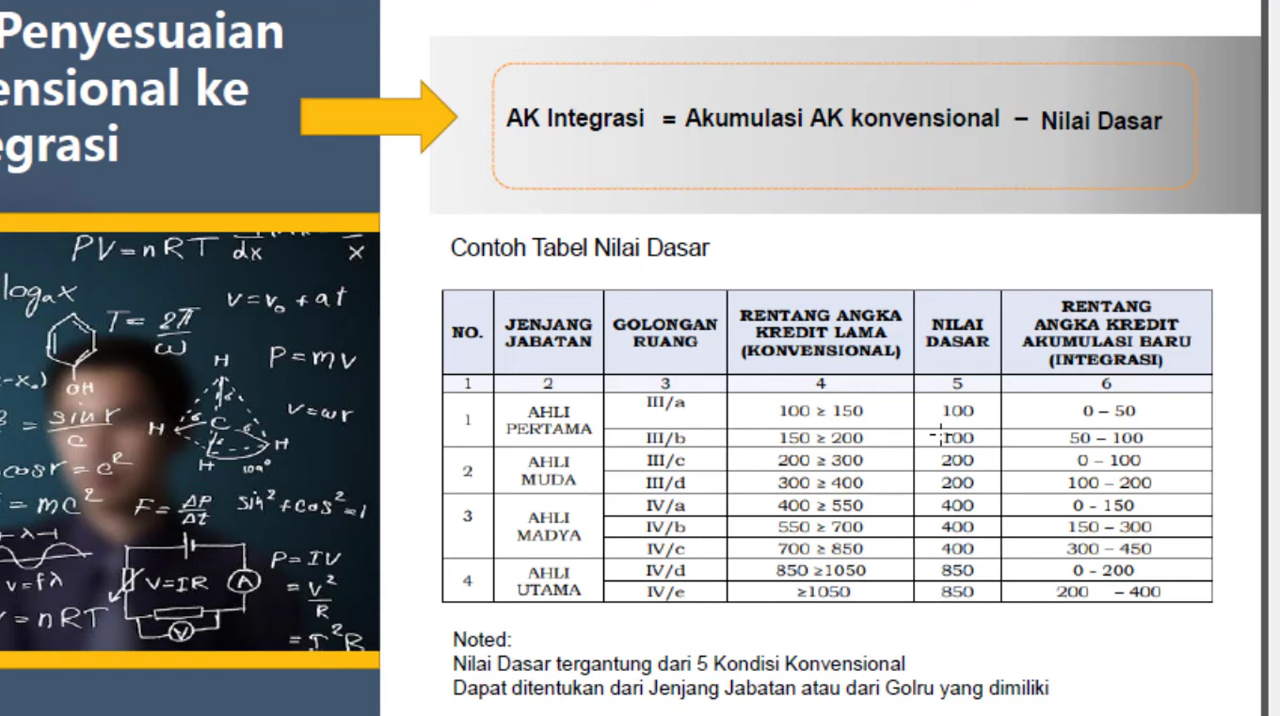 Penyesuaian
ensional ke
egrasi
AK Integrasi = Akumulasi AK konvensional – Nilai Dasar
Contoh Tabel Nilai Dasar
NO. JENJANG JABATAN GOLONGAN RUANG RENTANG ANGKA KREDIT LAMA (KONVENSIONAL) NILAI DASAR RENTANG ANGKA KREDIT AKUMULASI BARU (INTEGRASI)
1 2 3 4 5 6
1 AHLI PERTAMA III/a 100 ≥ 150 100 0 – 50
III/b 150 ≥ 200 100 50 – 100
2 AHLI MUDA III/c 200 ≥ 300 200 0 – 100
III/d 300 ≥ 400 200 100 – 200
3 AHLI MADYA IV/a 400 ≥ 550 400 0 - 150
IV/b 550 ≥ 700 400 150 – 300
IV/c 700 ≥ 850 400 300 – 450
4 AHLI UTAMA IV/d 850 ≥1050 850 0 - 200
IV/e ≥1050 850 200 – 400
Noted:
Nilai Dasar tergantung dari 5 Kondisi Konvensional
Dapat ditentukan dari Jenjang Jabatan atau dari Golru yang dimiliki
PV=nRT
dx
x
logₐx
v=v₀+at
T=2π/ω
P=mv
H
OH
v=ωr
H C H
H
109°
=mc²
F=ΔP/Δt
sin²+cos²=1
P=IV
v=fλ
V=IR
A
=V²/R
=nRT
V
=I²R